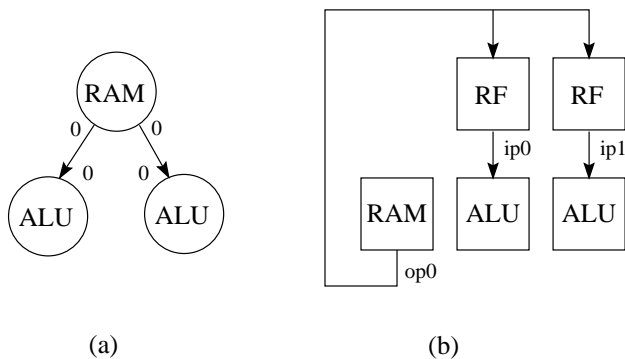 RAM
0 0
0 0
ALU ALU
(a)
RF RF
ip0 ip1
RAM ALU ALU
op0
(b)